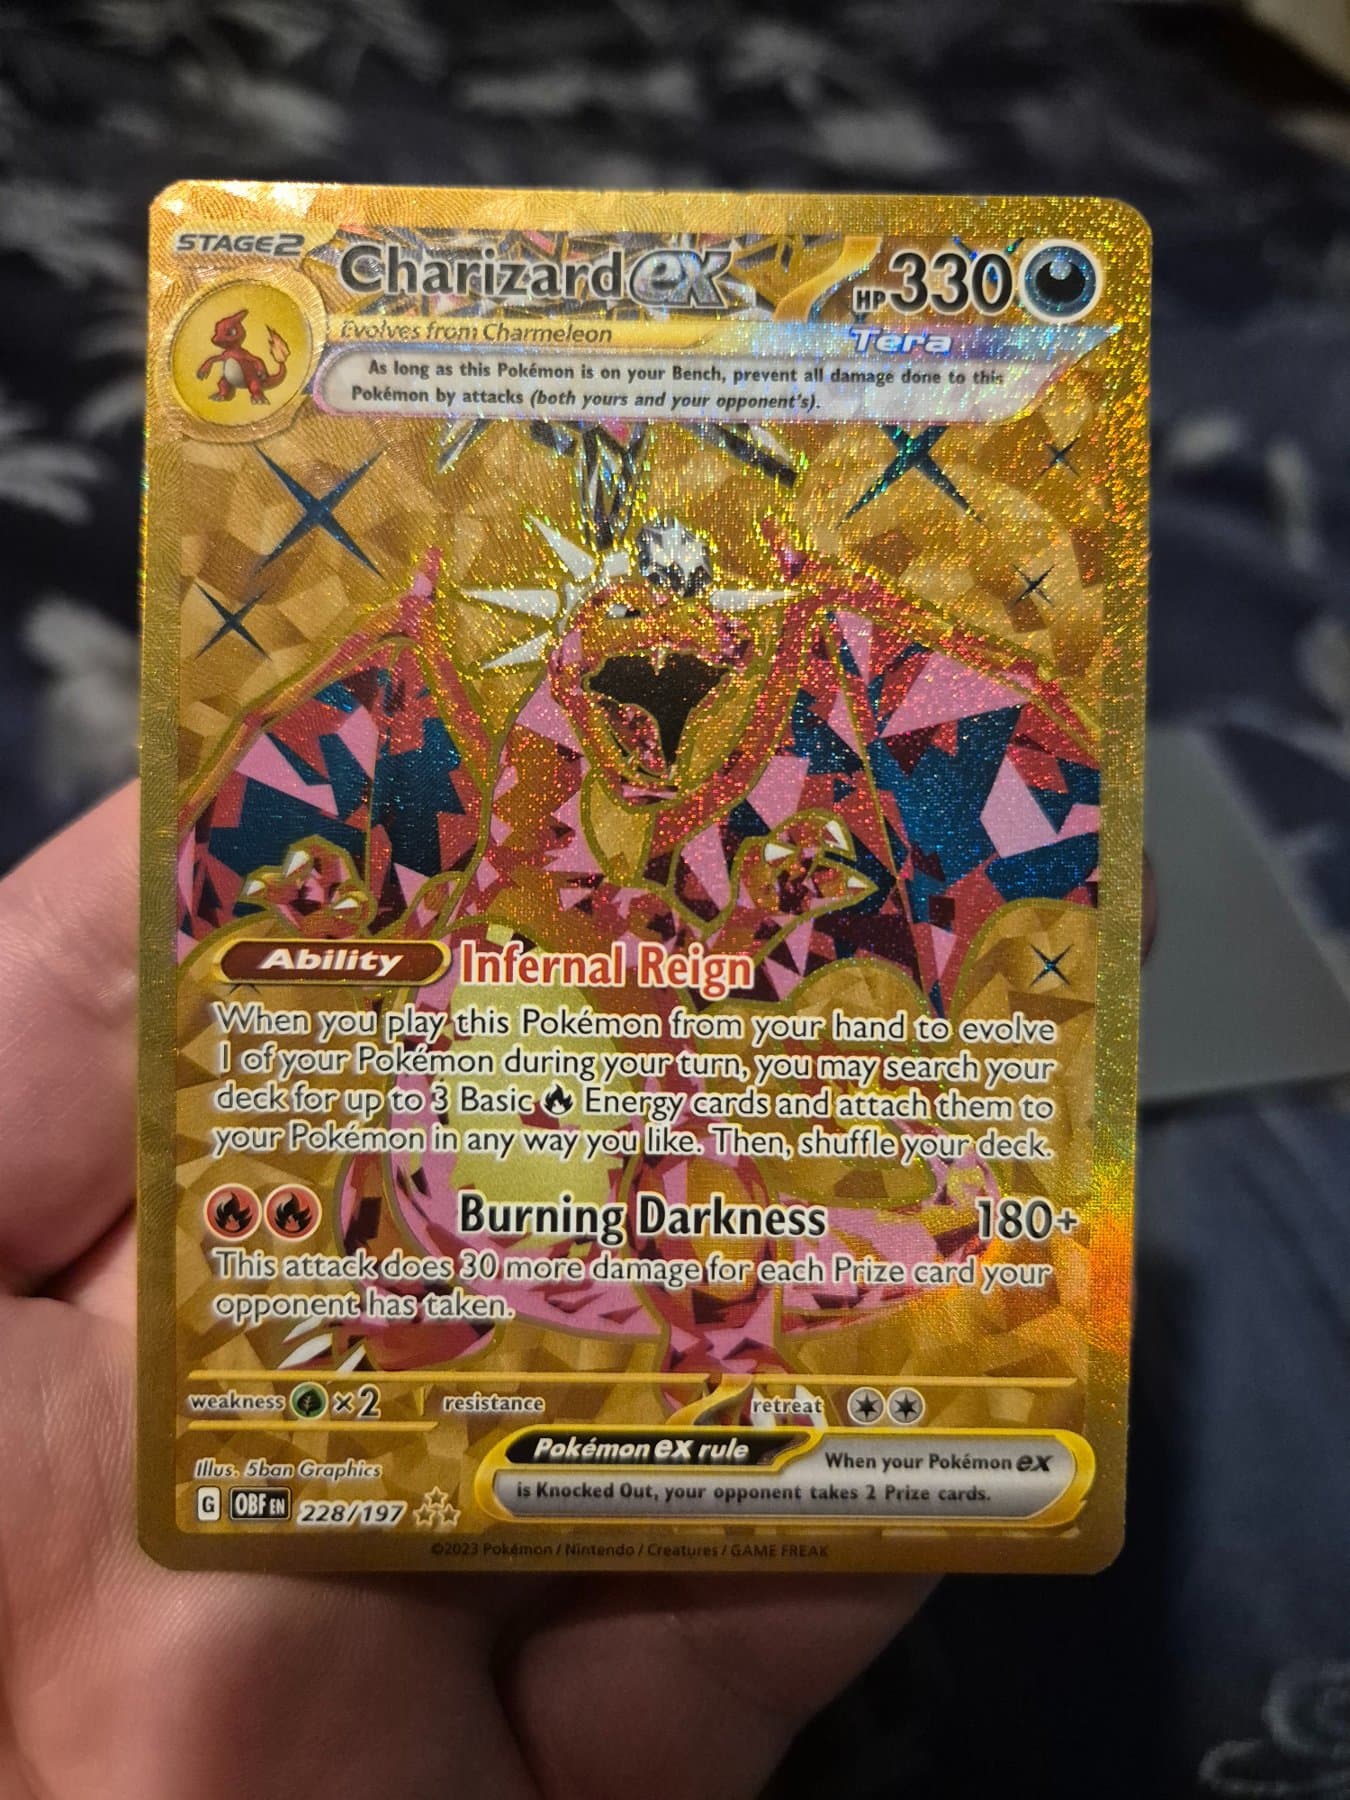 STAGE2
Charizard ex HP 330
Evolves from Charmeleon
Tera
As long as this Pokémon is on your Bench, prevent all damage done to this
Pokémon by attacks (both yours and your opponent's).
Ability Infernal Reign
When you play this Pokémon from your hand to evolve
1 of your Pokémon during your turn, you may search your
deck for up to 3 Basic Energy cards and attach them to
your Pokémon in any way you like. Then, shuffle your deck.
Burning Darkness 180+
This attack does 30 more damage for each Prize card your
opponent has taken.
weakness ×2 resistance retreat
Pokémon ex rule When your Pokémon ex
is Knocked Out, your opponent takes 2 Prize cards.
Illus. 5ban Graphics
G OBF EN 228/197
©2023 Pokémon / Nintendo / Creatures / GAME FREAK